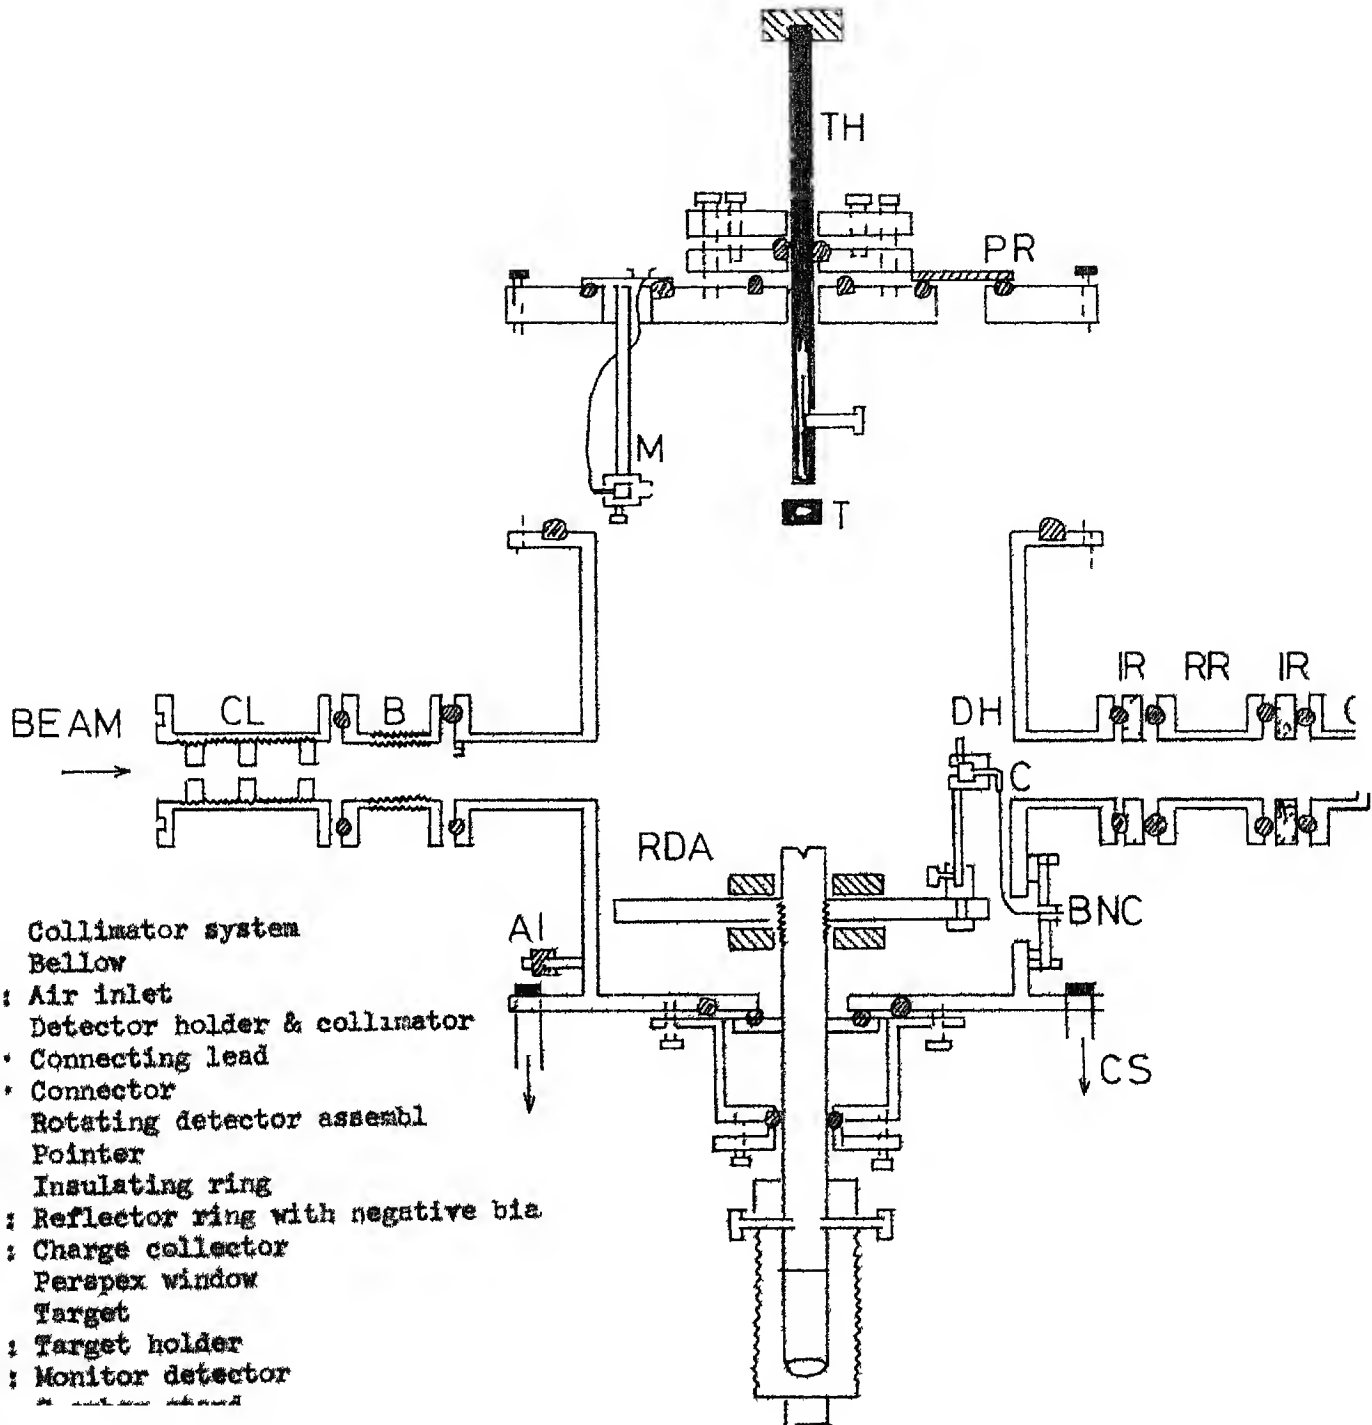 TH
PR
M
T
IR RR IR
BEAM CL B DH
C
RDA
AI BNC
CS
Collimator system
Bellow
: Air inlet
Detector holder & collimator
Connecting lead
Connector
Rotating detector assembl
Pointer
Insulating ring
: Reflector ring with negative bia
: Charge collector
Perspex window
Target
: Target holder
: Monitor detector